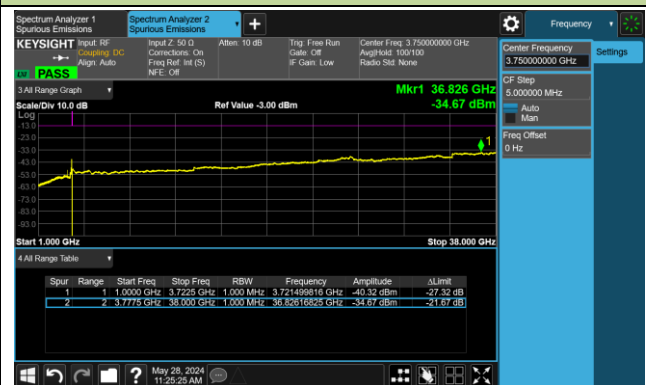 Spectrum Analyzer 1
Spurious Emissions
Spectrum Analyzer 2
Spurious Emissions
Frequency
KEYSIGHT Input: RF
Coupling: DC
Align: Auto
Input Z: 50 Ω
Corrections: On
Freq Ref: Int (S)
NFE: Off
Atten: 10 dB
Trig: Free Run
Gate: Off
IF Gain: Low
Center Freq: 3.750000000 GHz
Avg|Hold: 100/100
Radio Std: None
PASS
Center Frequency
3.750000000 GHz
Settings
CF Step
5.000000 MHz
Auto
Man
Freq Offset
0 Hz
3 All Range Graph
Mkr1 36.826 GHz
Scale/Div 10.0 dB Ref Value -3.00 dBm -34.67 dBm
Log
-13.0
-23.0
-33.0
-43.0
-53.0
-63.0
-73.0
-83.0
-93.0
1
Start 1.000 GHz Stop 38.000 GHz
4 All Range Table
Spur Range Start Freq Stop Freq RBW Frequency Amplitude ΔLimit
1 1 1.0000 GHz 3.7225 GHz 1.000 MHz 3.721499816 GHz -40.32 dBm -27.32 dB
2 2 3.7775 GHz 38.000 GHz 1.000 MHz 36.82616825 GHz -34.67 dBm -21.67 dB
May 28, 2024
11:25:25 AM